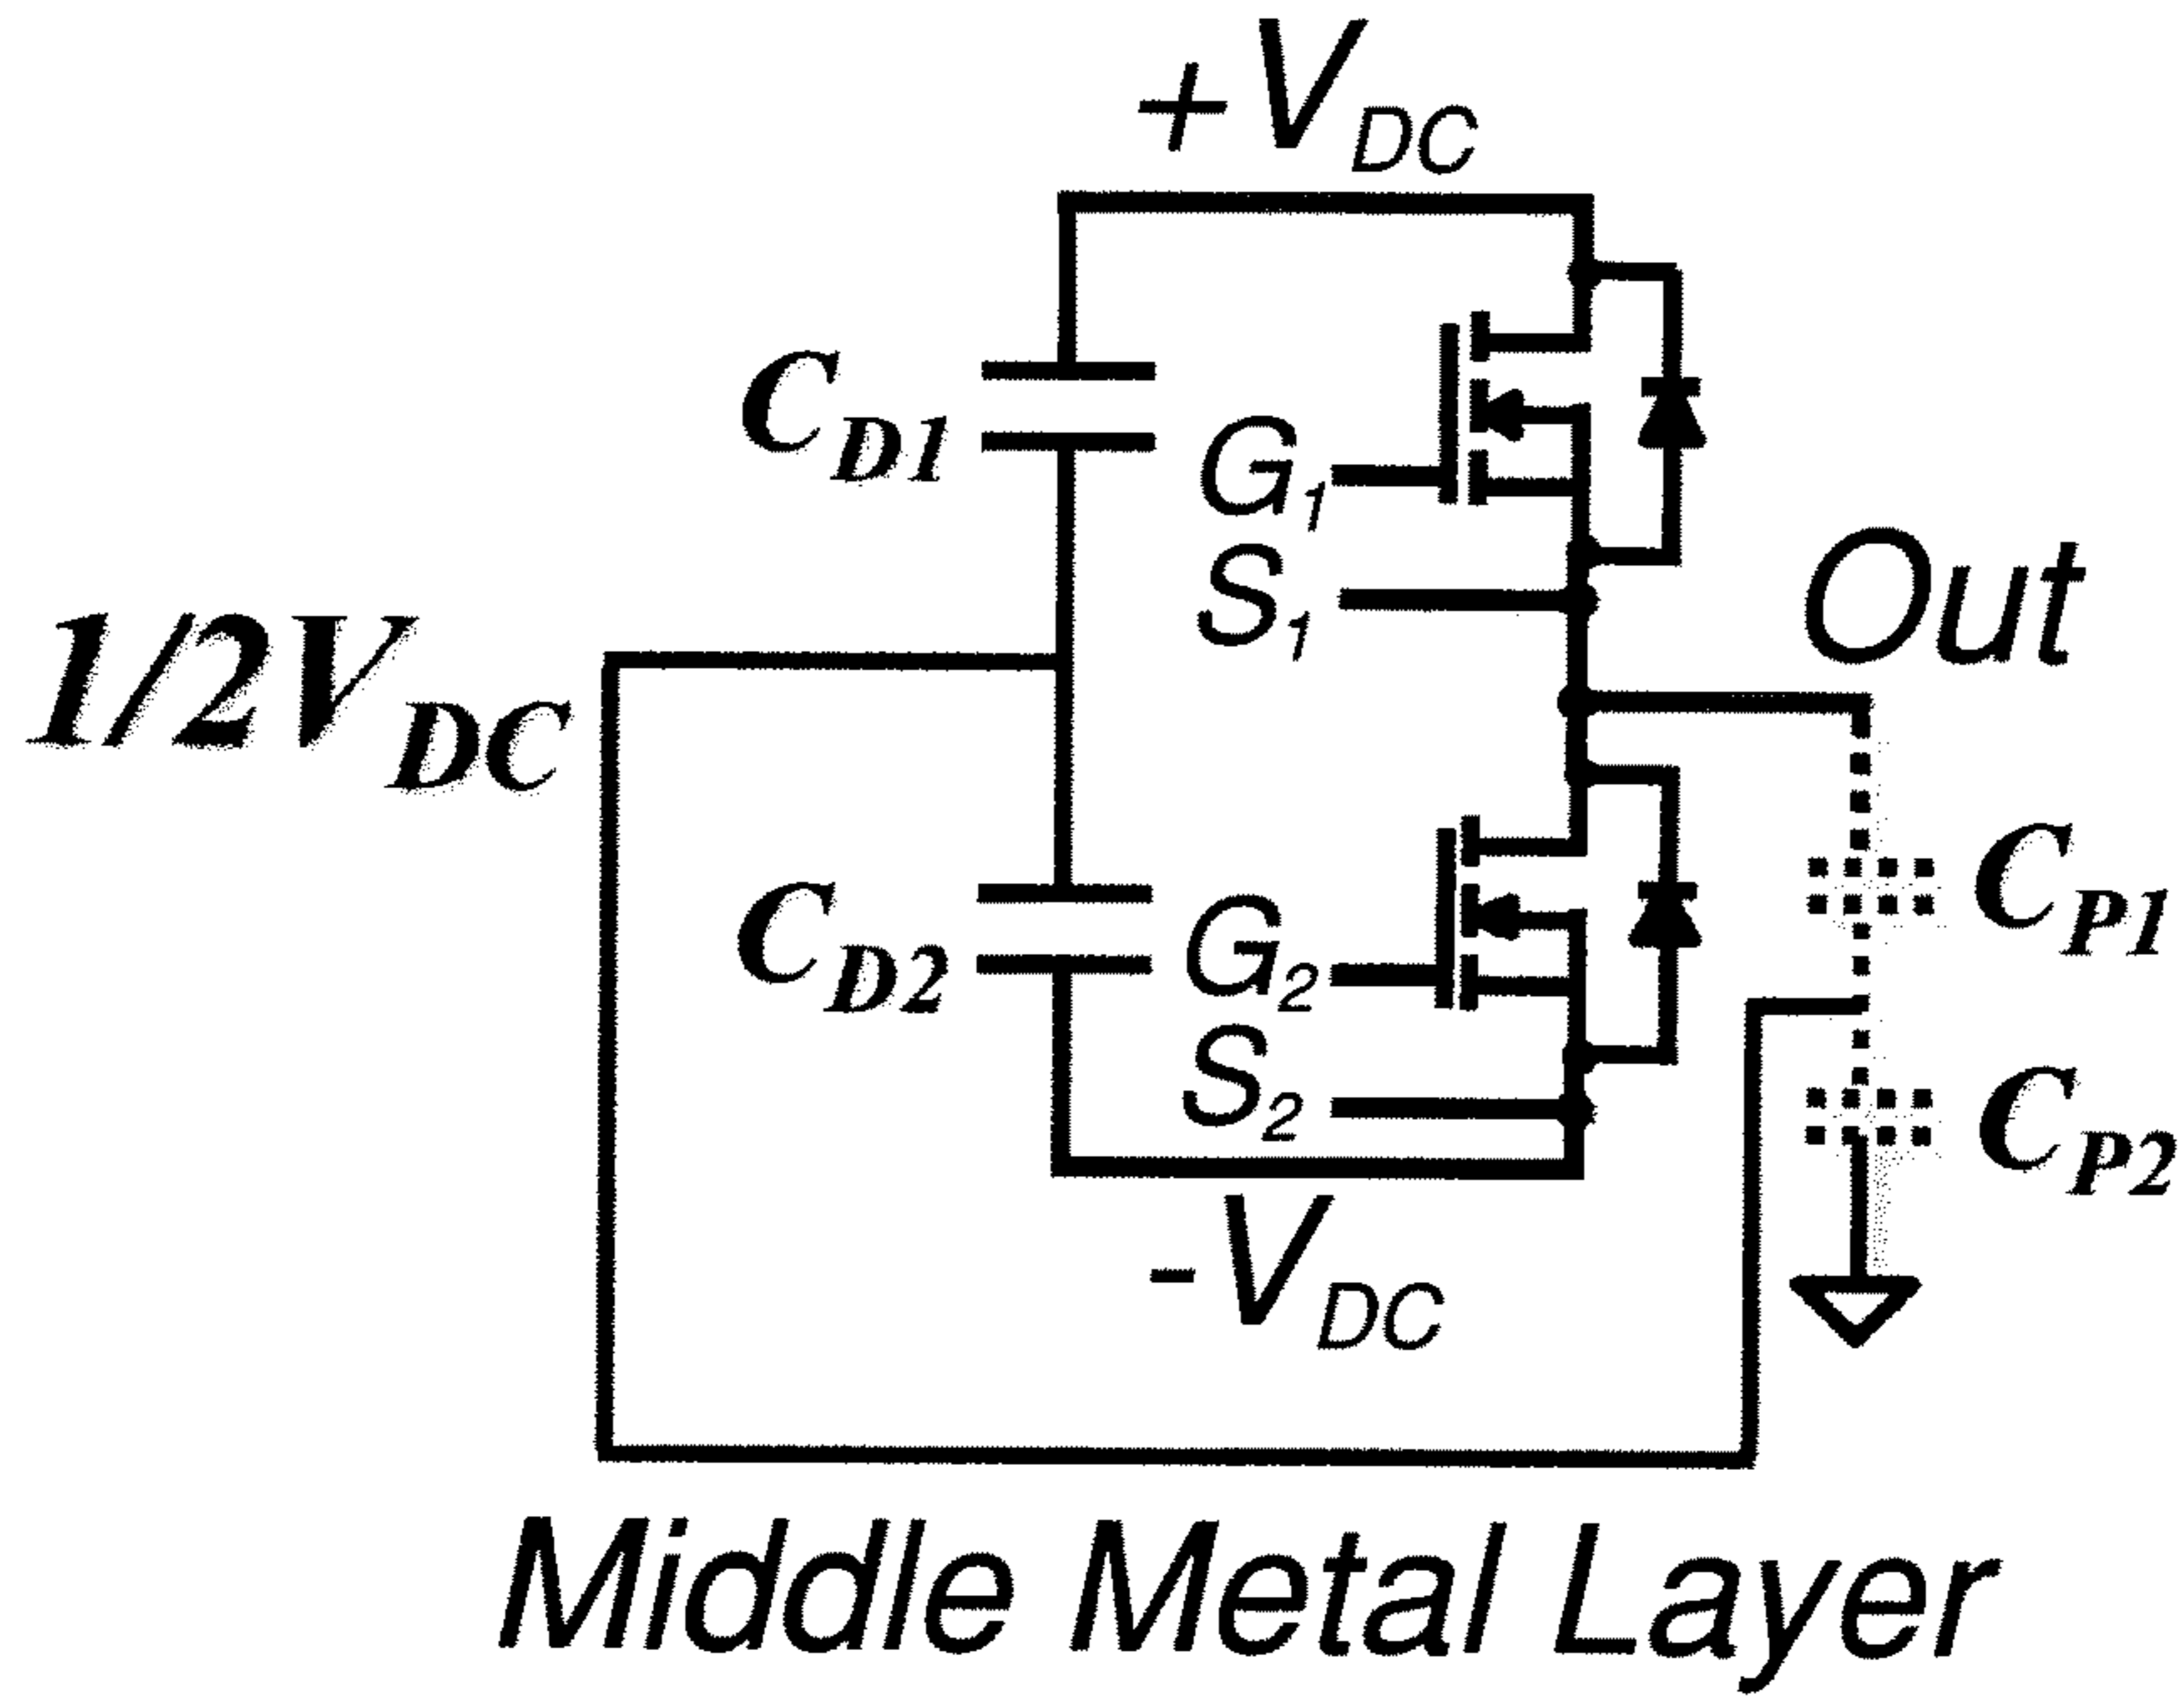 +V_DC
C_D1
G_1
S_1
Out
1/2V_DC
C_P1
C_D2
G_2
S_2
C_P2
-V_DC
Middle Metal Layer